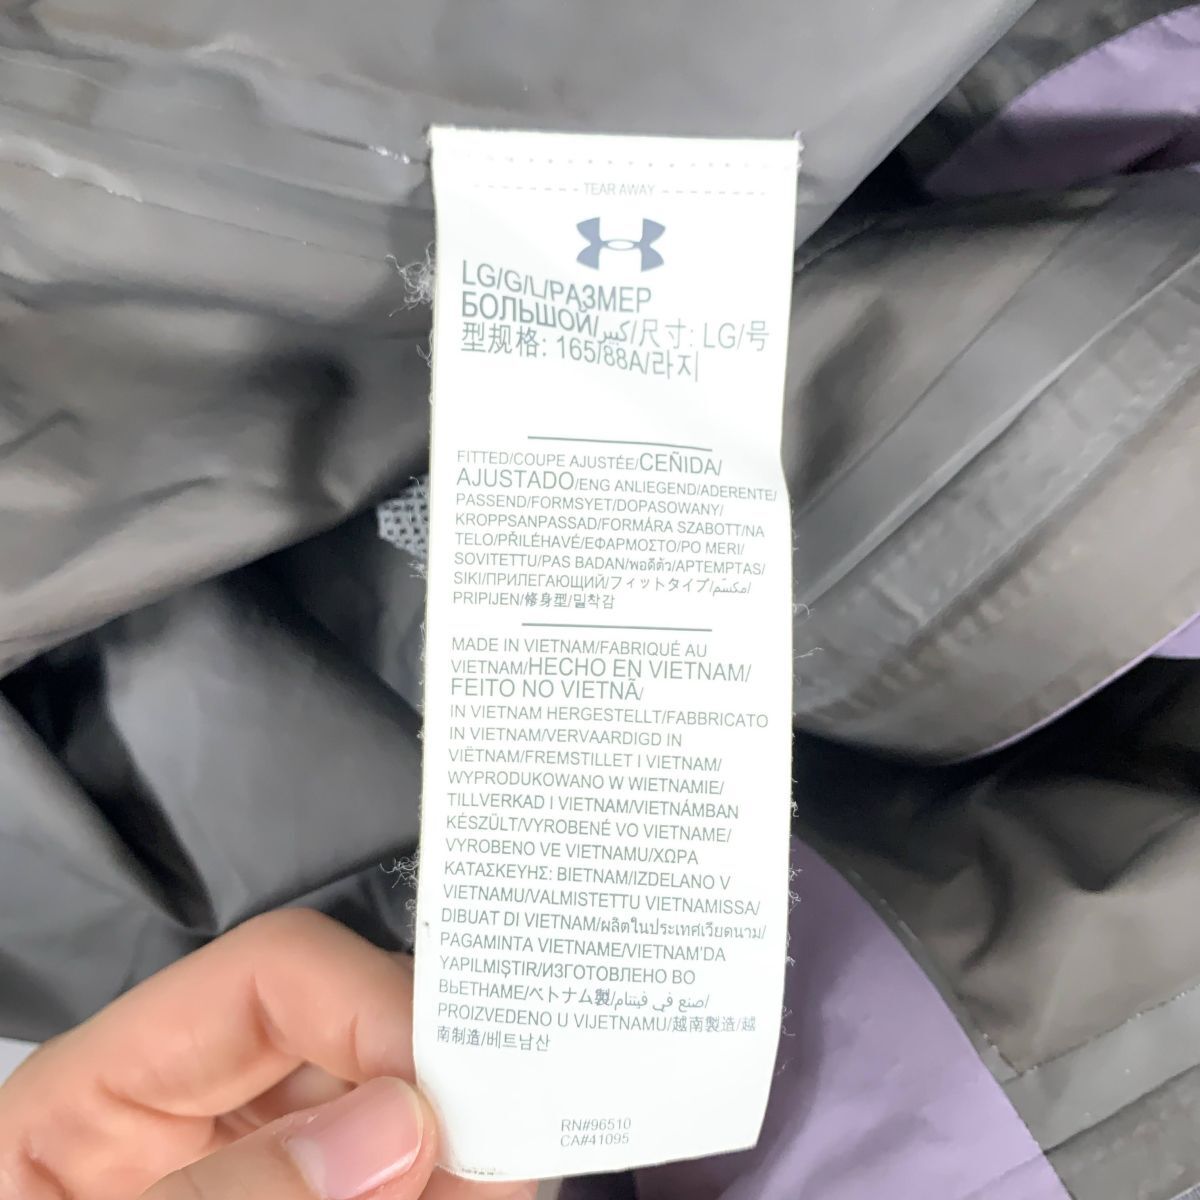 TEAR AWAY
LG/G/L/РАЗМЕР
БОЛЬШОЙ/كبير/尺寸: LG/号
型规格: 165/88A/라지
FITTED/COUPE AJUSTÉE/CEÑIDA/
AJUSTADO/ENG ANLIEGEND/ADERENTE/
PASSEND/FORMSYET/DOPASOWANY/
KROPPSANPASSAD/FORMÁRA SZABOTT/NA
TELO/PŘILÉHAVÉ/ΕΦΑΡΜΟΣΤΟ/PO MERI/
SOVITETTU/PAS BADAN/พอดีตัว/APTEMPTAS/
SIKI/ПРИЛЕГАЮЩИЙ/フィットタイプ/مكسّم/
PRIPIJEN/修身型/밀착감
MADE IN VIETNAM/FABRIQUÉ AU
VIETNAM/HECHO EN VIETNAM/
FEITO NO VIETNÃ/
IN VIETNAM HERGESTELLT/FABBRICATO
IN VIETNAM/VERVAARDIGD IN
VIËTNAM/FREMSTILLET I VIETNAM/
WYPRODUKOWANO W WIETNAMIE/
TILLVERKAD I VIETNAM/VIETNÁMBAN
KÉSZÜLT/VYROBENÉ VO VIETNAME/
VYROBENO VE VIETNAMU/ΧΩΡΑ
ΚΑΤΑΣΚΕΥΗΣ: ΒΙΕΤΝΑΜ/IZDELANO V
VIETNAMU/VALMISTETTU VIETNAMISSA/
DIBUAT DI VIETNAM/ผลิตในประเทศเวียดนาม/
PAGAMINTA VIETNAME/VIETNAM'DA
YAPILMIŞTIR/ИЗГОТОВЛЕНО ВО
ВЬЕТНАМЕ/ベトナム製/صنع في فيتنام/
PROIZVEDENO U VIJETNAMU/越南製造/越
南制造/베트남산
RN#96510
CA#41095